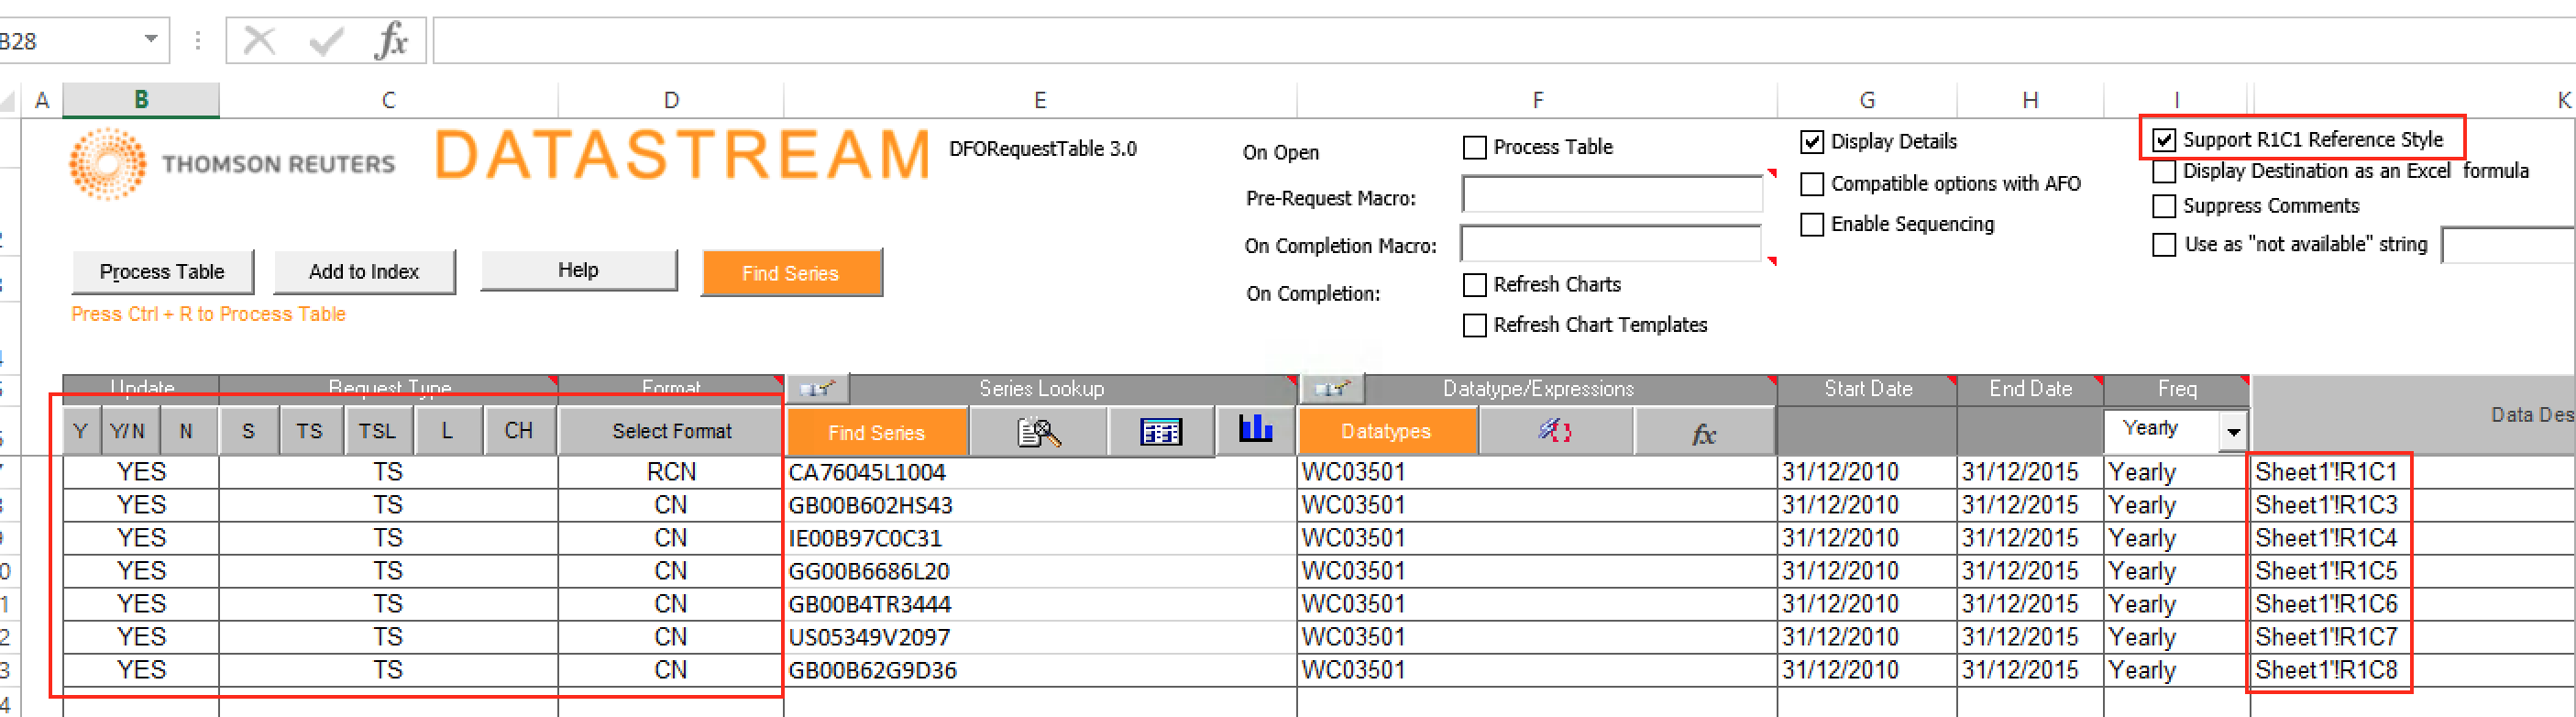 B28 fx
A B C D E F G H I K
THOMSON REUTERS DATASTREAM DFORequestTable 3.0
On Open Process Table
Pre-Request Macro:
On Completion Macro:
On Completion: Refresh Charts
Refresh Chart Templates
Display Details
Compatible options with AFO
Enable Sequencing
Support R1C1 Reference Style
Display Destination as an Excel formula
Suppress Comments
Use as "not available" string
Process Table Add to Index Help Find Series
Press Ctrl + R to Process Table
Update Request Type Format Series Lookup Datatype/Expressions Start Date End Date Freq
Y Y/N N S TS TSL L CH Select Format Find Series Datatypes fx Yearly Data Des
YES TS RCN CA76045L1004 WC03501 31/12/2010 31/12/2015 Yearly Sheet1'!R1C1
YES TS CN GB00B602HS43 WC03501 31/12/2010 31/12/2015 Yearly Sheet1'!R1C3
YES TS CN IE00B97C0C31 WC03501 31/12/2010 31/12/2015 Yearly Sheet1'!R1C4
YES TS CN GG00B6686L20 WC03501 31/12/2010 31/12/2015 Yearly Sheet1'!R1C5
YES TS CN GB00B4TR3444 WC03501 31/12/2010 31/12/2015 Yearly Sheet1'!R1C6
YES TS CN US05349V2097 WC03501 31/12/2010 31/12/2015 Yearly Sheet1'!R1C7
YES TS CN GB00B62G9D36 WC03501 31/12/2010 31/12/2015 Yearly Sheet1'!R1C8